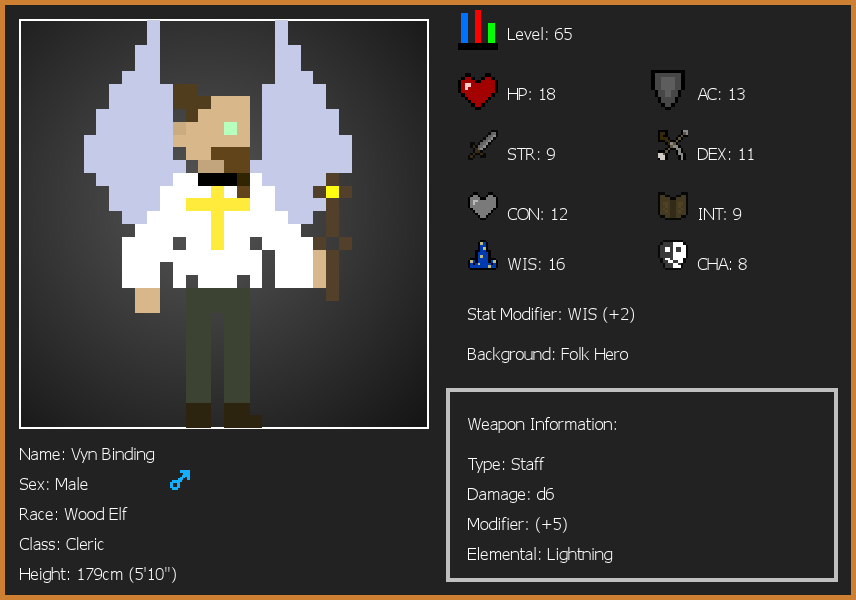 Level: 65
HP: 18
AC: 13
STR: 9
DEX: 11
CON: 12
INT: 9
WIS: 16
CHA: 8
Stat Modifier: WIS (+2)
Background: Folk Hero
Weapon Information:
Type: Staff
Damage: d6
Modifier: (+5)
Elemental: Lightning
Name: Vyn Binding
Sex: Male
Race: Wood Elf
Class: Cleric
Height: 179cm (5'10")